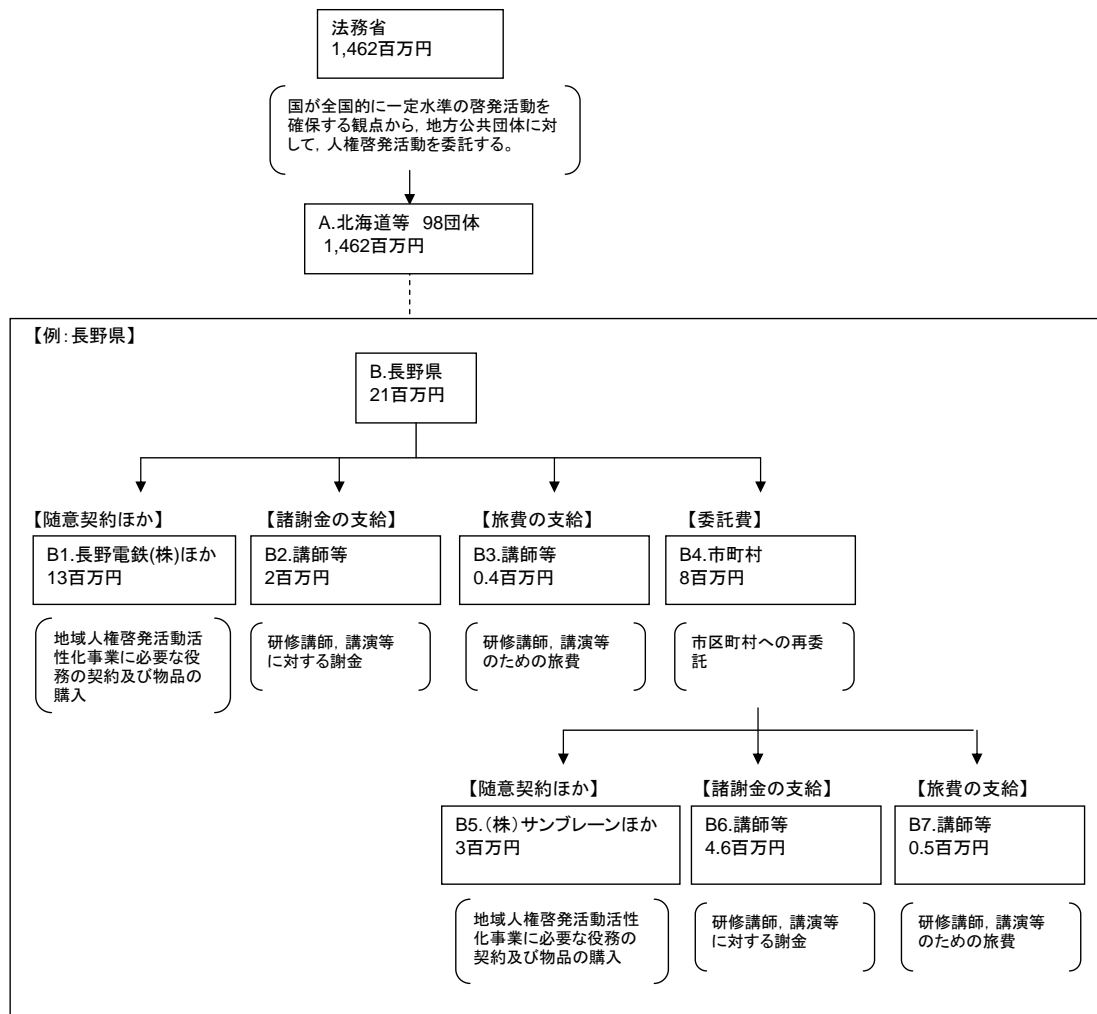 法務省
1,462百万円
国が全国的に一定水準の啓発活動を
確保する観点から，地方公共団体に対
して，人権啓発活動を委託する。
A.北海道等　98団体
1,462百万円
【例：長野県】
B.長野県
21百万円
【随意契約ほか】
B1.長野電鉄(株)ほか
13百万円
地域人権啓発活動活
性化事業に必要な役
務の契約及び物品の
購入
【諸謝金の支給】
B2.講師等
2百万円
研修講師，講演等
に対する謝金
【旅費の支給】
B3.講師等
0.4百万円
研修講師，講演等
のための旅費
【委託費】
B4.市町村
8百万円
市区町村への再委
託
【随意契約ほか】
B5.（株）サンブレーンほか
3百万円
地域人権啓発活動活性
化事業に必要な役務の
契約及び物品の購入
【諸謝金の支給】
B6.講師等
4.6百万円
研修講師，講演等
に対する謝金
【旅費の支給】
B7.講師等
0.5百万円
研修講師，講演等
のための旅費